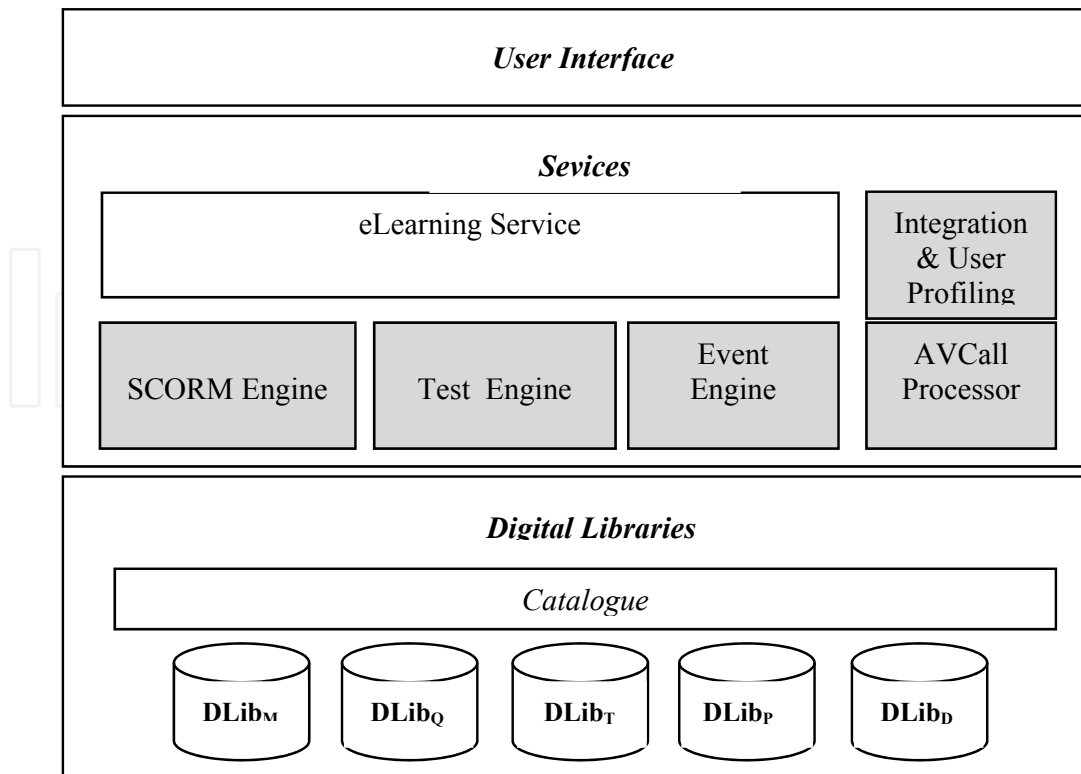 User Interface
Sevices
eLearning Service
Integration
& User
Profiling
SCORM Engine
Test Engine
Event
Engine
AVCall
Processor
Digital Libraries
Catalogue
DLibM
DLibQ
DLibT
DLibP
DLibD